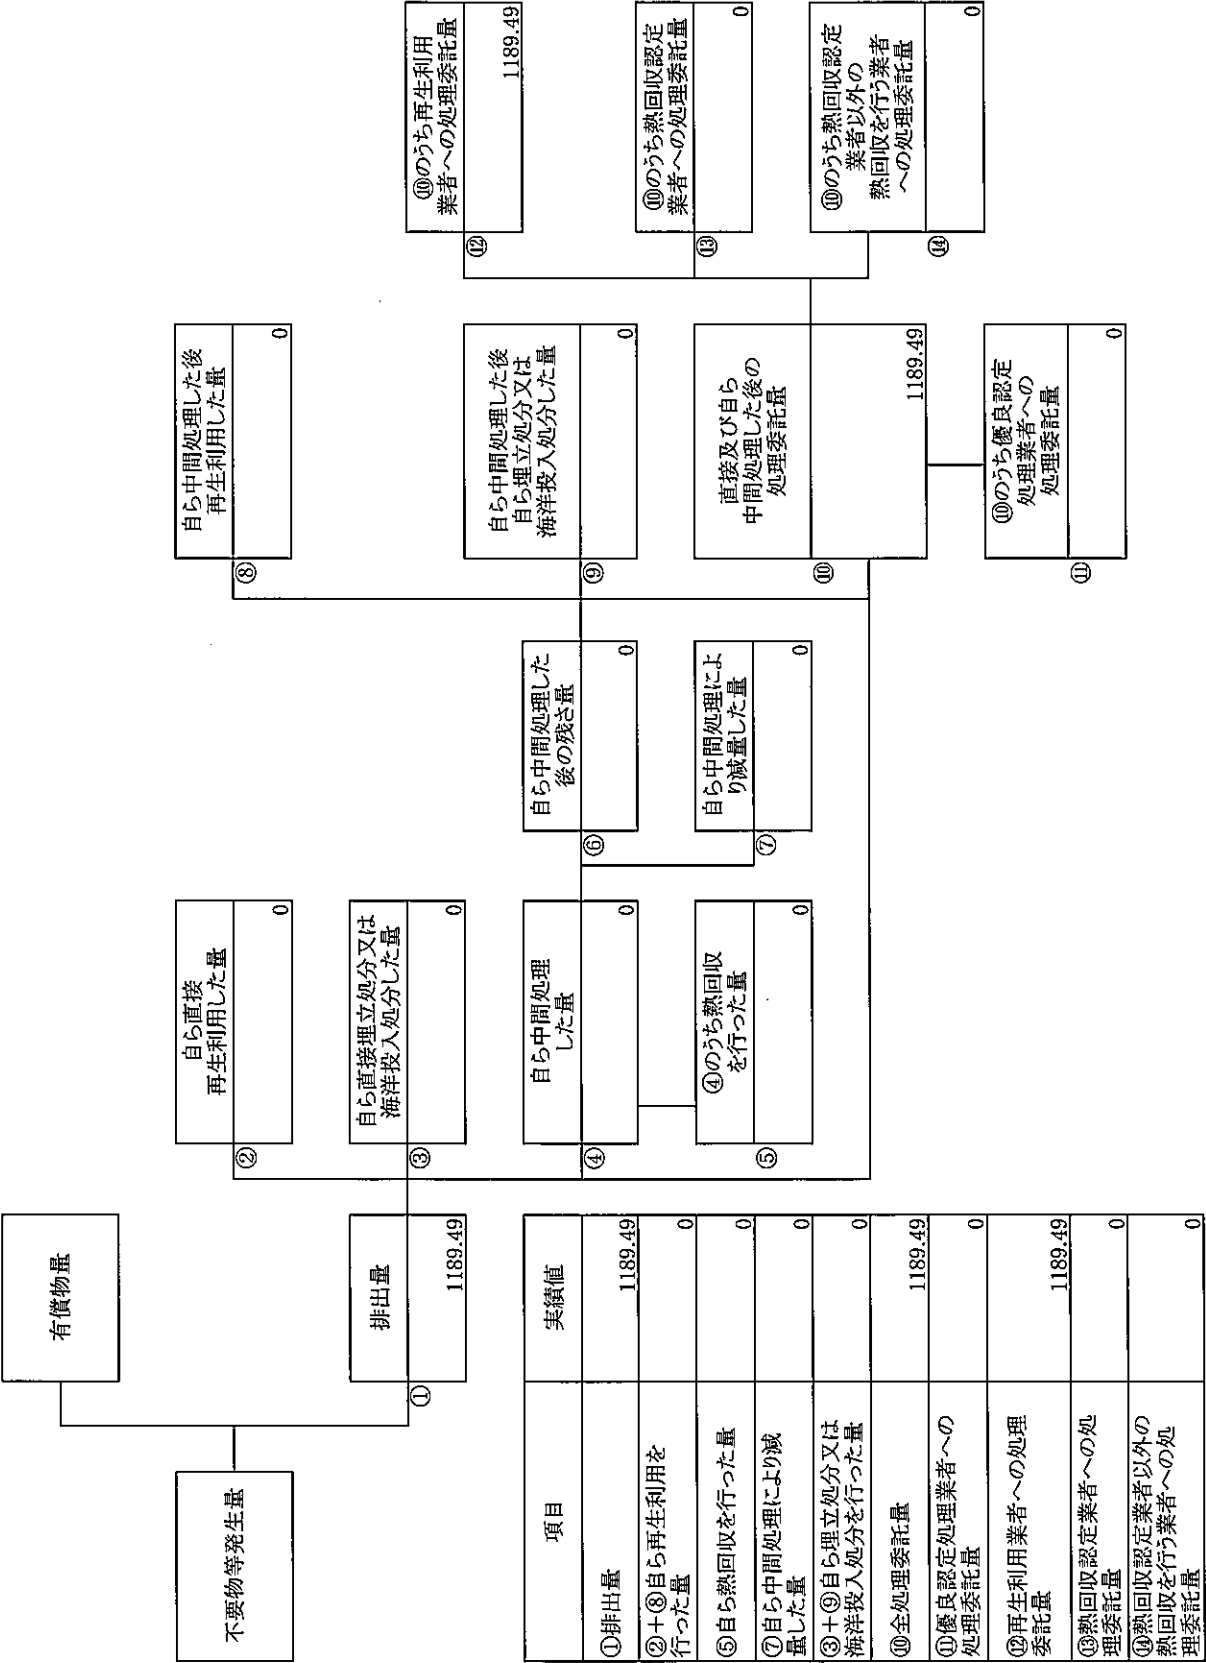 不要物等発生量
有償物量
排出量
①
1189.49
自ら直接
再生利用した量
②
0
自ら直接埋立処分又は
海洋投入処分した量
③
0
自ら中間処理
した量
④
0
④のうち熱回収
を行った量
⑤
0
自ら中間処理した
後の残さ量
⑥
0
自ら中間処理によ
り減量した量
⑦
0
自ら中間処理した後
再生利用した量
⑧
0
自ら中間処理した後
自ら埋立処分又は
海洋投入処分した量
⑨
0
直接及び自ら
中間処理した後の
処理委託量
⑩
1189.49
⑩のうち優良認定
処理業者への
処理委託量
⑪
0
⑩のうち再生利用
業者への処理委託量
⑫
1189.49
⑩のうち熱回収認定
業者への処理委託量
⑬
0
⑩のうち熱回収認定
業者以外の
熱回収を行う業者
への処理委託量
⑭
0
項目 実績値
①排出量 1189.49
②+⑧自ら再生利用を
行った量 0
⑤自ら熱回収を行った量 0
⑦自ら中間処理により減
量した量 0
③+⑨自ら埋立処分又は
海洋投入処分を行った量 0
⑩全処理委託量 1189.49
⑪優良認定処理業者への
処理委託量 0
⑫再生利用業者への処理
委託量 1189.49
⑬熱回収認定業者への処
理委託量 0
⑭熱回収認定業者以外の
熱回収を行う業者への処
理委託量 0